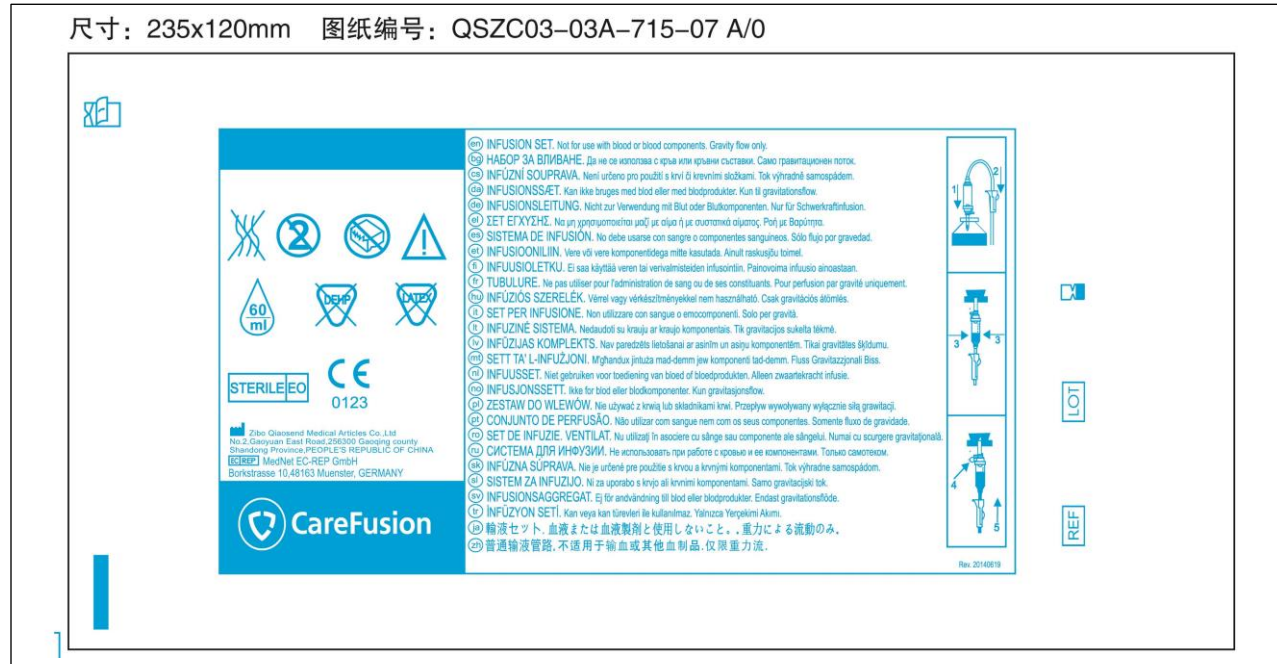 尺寸：235x120mm 图纸编号：QSZC03-03A-715-07 A/0
2
60
ml
DEHP
LATEX
STERILE EO
CE
0123
Zibo Qiaosend Medical Articles Co.,Ltd
No.2,Gaoyuan East Road,256300 Gaoqing county
Shandong Province,PEOPLE'S REPUBLIC OF CHINA
EC REP MedNet EC-REP GmbH
Borkstrasse 10,48163 Muenster, GERMANY
CareFusion
en INFUSION SET. Not for use with blood or blood components. Gravity flow only.
bg НАБОР ЗА ВЛИВАНЕ. Да не се използва с кръв или кръвни съставки. Само гравитационен поток.
cs INFÚZNÍ SOUPRAVA. Není určeno pro použití s krví či krevními složkami. Tok výhradně samospádem.
da INFUSIONSSÆT. Kan ikke bruges med blod eller med blodprodukter. Kun til gravitationsflow.
de INFUSIONSLEITUNG. Nicht zur Verwendung mit Blut oder Blutkomponenten. Nur für Schwerkraftinfusion.
el ΣΕΤ ΕΓΧΥΣΗΣ. Να μη χρησιμοποιείται μαζί με αίμα ή με συστατικά αίματος. Ροή με Βαρύτητα.
es SISTEMA DE INFUSIÓN. No debe usarse con sangre o componentes sanguineos. Sólo flujo por gravedad.
et INFUSIOONILIIN. Vere või vere komponentidega mitte kasutada. Ainult raskusjõu toimel.
fi INFUUSIOLETKU. Ei saa käyttää veren tai verivalmisteiden infusointiin. Painovoima infuusio ainoastaan.
fr TUBULURE. Ne pas utiliser pour l'administration de sang ou de ses constituants. Pour perfusion par gravité uniquement.
hu INFÚZIÓS SZERELÉK. Vérrel vagy vérkészítményekkel nem használható. Csak gravitációs átömlés.
it SET PER INFUSIONE. Non utilizzare con sangue o emocomponenti. Solo per gravità.
lt INFUZINĖ SISTEMA. Nedaudoti su krauju ar kraujo komponentais. Tik gravitacijos sukelta tėkmė.
lv INFŪZIJAS KOMPLEKTS. Nav paredzēts lietošanai ar asinīm un asiņu komponentēm. Tikai gravitātes šķīdumu.
mt SETT TA' L-INFUŻJONI. M'għandux jintuża mad-demm jew komponenti tad-demm. Fluss Gravitazzjonali Biss.
nl INFUUSSET. Niet gebruiken voor toediening van bloed of bloedprodukten. Alleen zwaartekracht infusie.
no INFUSJONSSETT. Ikke for blod eller blodkomponenter. Kun gravitasjonsflow.
pl ZESTAW DO WLEWÓW. Nie używać z krwią lub składnikami krwi. Przepływ wywoływany wyłącznie siłą grawitacji.
pt CONJUNTO DE PERFUSÃO. Não utilizar com sangue nem com os seus componentes. Somente fluxo de gravidade.
ro SET DE INFUZIE. VENTILAT. Nu utilizaţi în asociere cu sânge sau componente ale sângelui. Numai cu scurgere gravitaţională.
ru СИСТЕМА ДЛЯ ИНФУЗИИ. Не использовать при работе с кровью и ее компонентами. Только самотеком.
sk INFÚZNA SÚPRAVA. Nie je určené pre použitie s krvou a krvnými komponentami. Tok výhradne samospádom.
sl SISTEM ZA INFUZIJO. Ni za uporabo s krvjo ali krvnimi komponentami. Samo gravitacijski tok.
sv INFUSIONSAGGREGAT. Ej för andvändning till blod eller blodprodukter. Endast gravitationsflöde.
tr İNFÜZYON SETİ. Kan veya kan türevleri ile kullanılmaz. Yalnızca Yerçekimi Akımı.
ja 輸液セット. 血液または血液製剤と使用しないこと。.重力による流動のみ.
zh 普通输液管路.不适用于输血或其他血制品.仅限重力流.
1 2
3 3
4
5
Rev. 20140619
LOT
REF